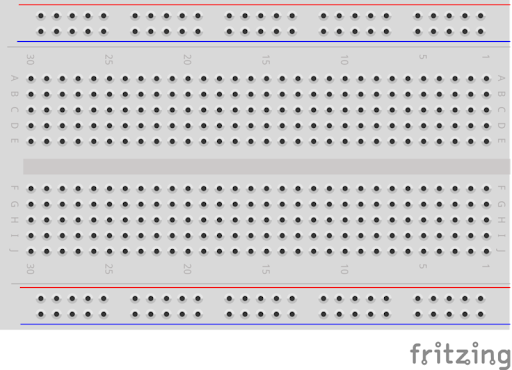 30 25 20 15 10 5 1
A A
B B
C C
D D
E E
F F
G G
H H
I I
J J
30 25 20 15 10 5 1
fritzing